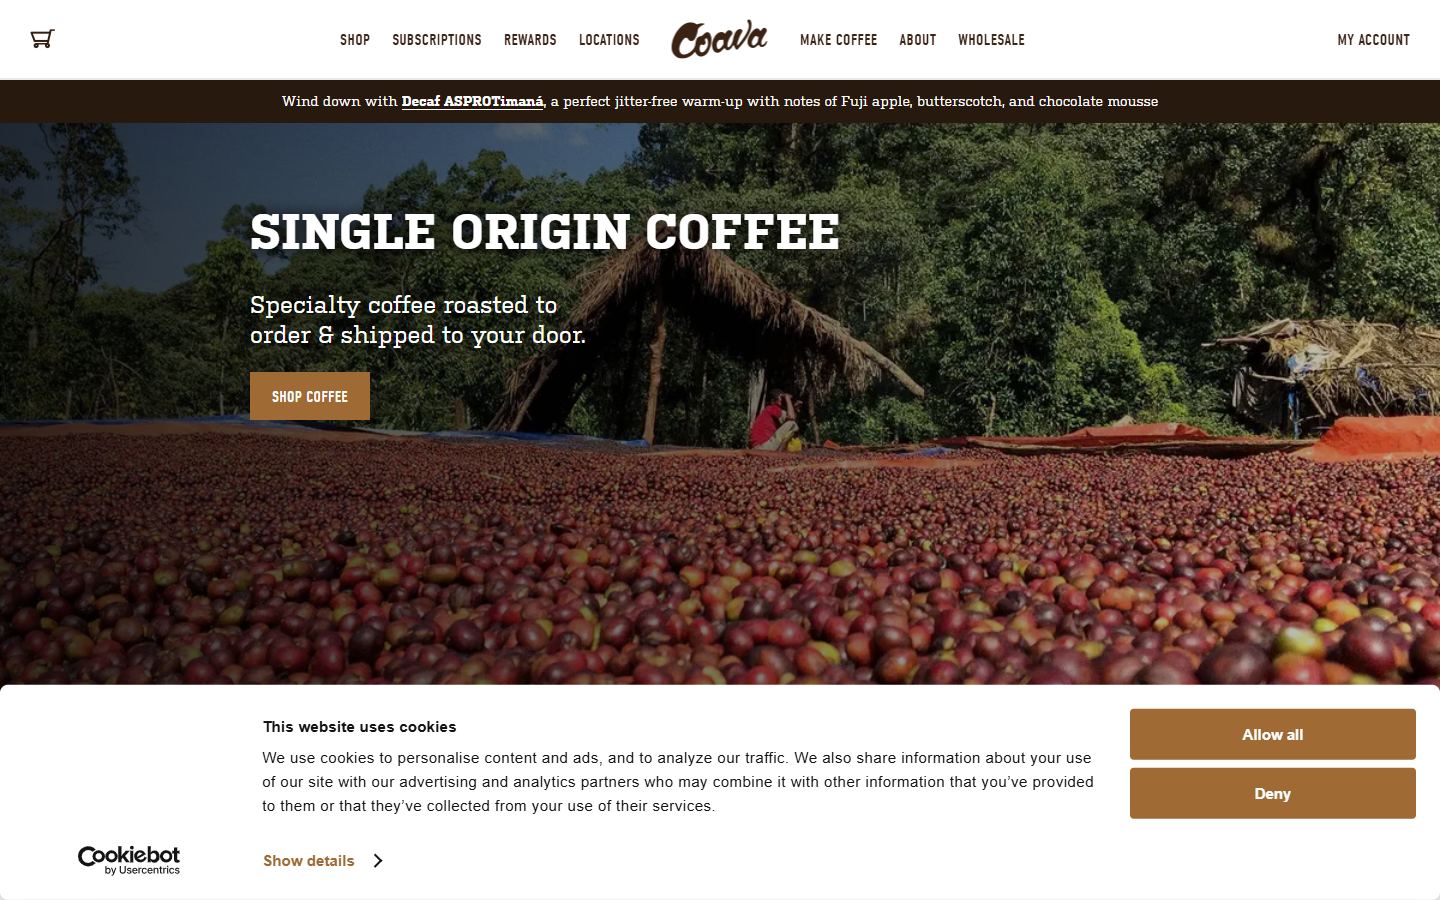 SHOP SUBSCRIPTIONS REWARDS LOCATIONS Coava MAKE COFFEE ABOUT WHOLESALE MY ACCOUNT
Wind down with Decaf ASPROTimaná, a perfect jitter-free warm-up with notes of Fuji apple, butterscotch, and chocolate mousse
SINGLE ORIGIN COFFEE
Specialty coffee roasted to
order & shipped to your door.
SHOP COFFEE
This website uses cookies
We use cookies to personalise content and ads, and to analyze our traffic. We also share information about your use
of our site with our advertising and analytics partners who may combine it with other information that you’ve provided
to them or that they’ve collected from your use of their services.
Show details
Allow all
Deny
Cookiebot
by Usercentrics